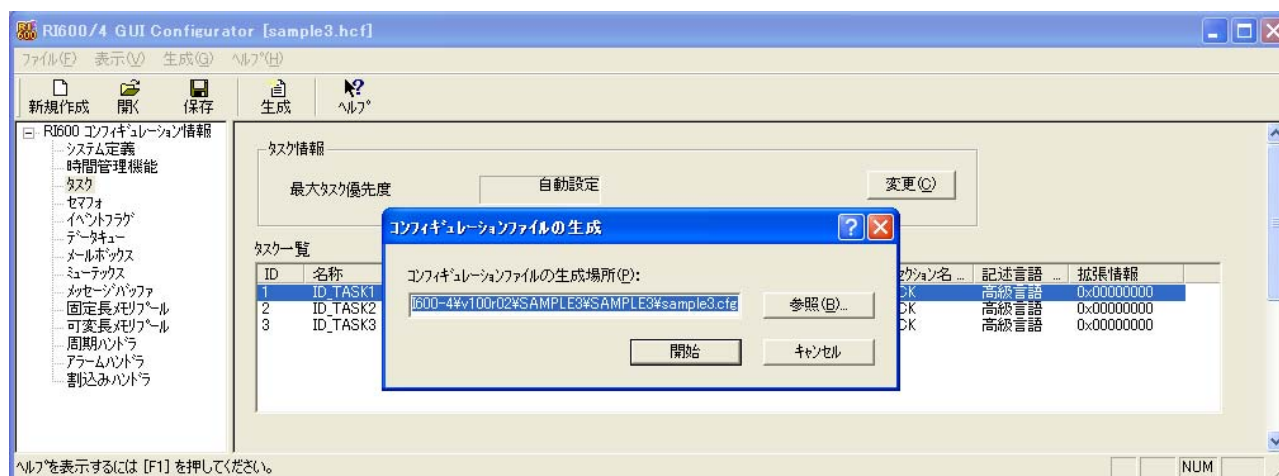 RI600/4 GUI Configurator [sample3.hcf]
ファイル(F) 表示(V) 生成(G) ヘルプ(H)
新規作成 開く 保存 生成 ヘルプ
RI600 コンフィギュレーション情報
システム定義
時間管理機能
タスク
セマフォ
イベントフラグ
データキュー
メールボックス
ミューテックス
メッセージバッファ
固定長メモリプール
可変長メモリプール
周期ハンドラ
アラームハンドラ
割込みハンドラ
タスク情報
最大タスク優先度 自動設定 変更(C)
タスク一覧
ID 名称 記述言語 ... 拡張情報
1 ID_TASK1 高級言語 0x00000000
2 ID_TASK2 高級言語 0x00000000
3 ID_TASK3 高級言語 0x00000000
コンフィギュレーションファイルの生成
コンフィギュレーションファイルの生成場所(P):
I600-4¥v100r02¥SAMPLE3¥SAMPLE3¥sample3.cfg 参照(B)...
開始 キャンセル
ヘルプを表示するには [F1] を押してください。 NUM